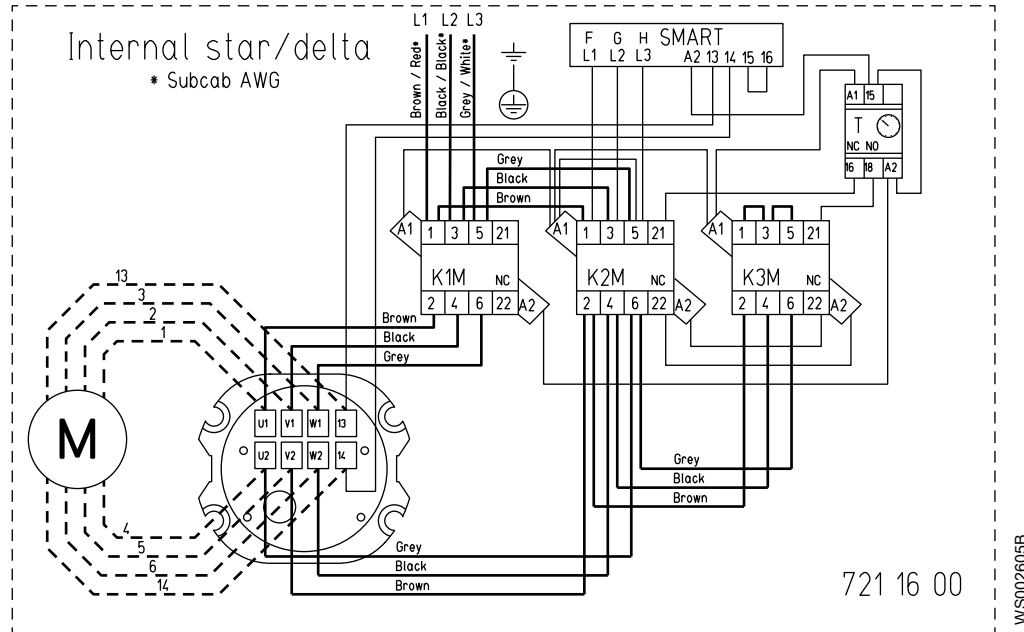 Internal star/delta
* Subcab AWG
L1 L2 L3
Brown / Red*
Black / Black*
Grey / White*
F G H SMART
L1 L2 L3 A2 13 14 15 16
A1 15
T
NC NO
16 18 A2
Grey
Black
Brown
A1 1 3 5 21
K1M NC
2 4 6 22 A2
A1 1 3 5 21
K2M NC
2 4 6 22 A2
A1 1 3 5 21
K3M NC
2 4 6 22 A2
Brown
Black
Grey
13
3
2
1
M
U1 V1 W1 13
U2 V2 W2 14
4
5
6
14
Grey
Black
Brown
Grey
Black
Brown
721 16 00
WS002605B